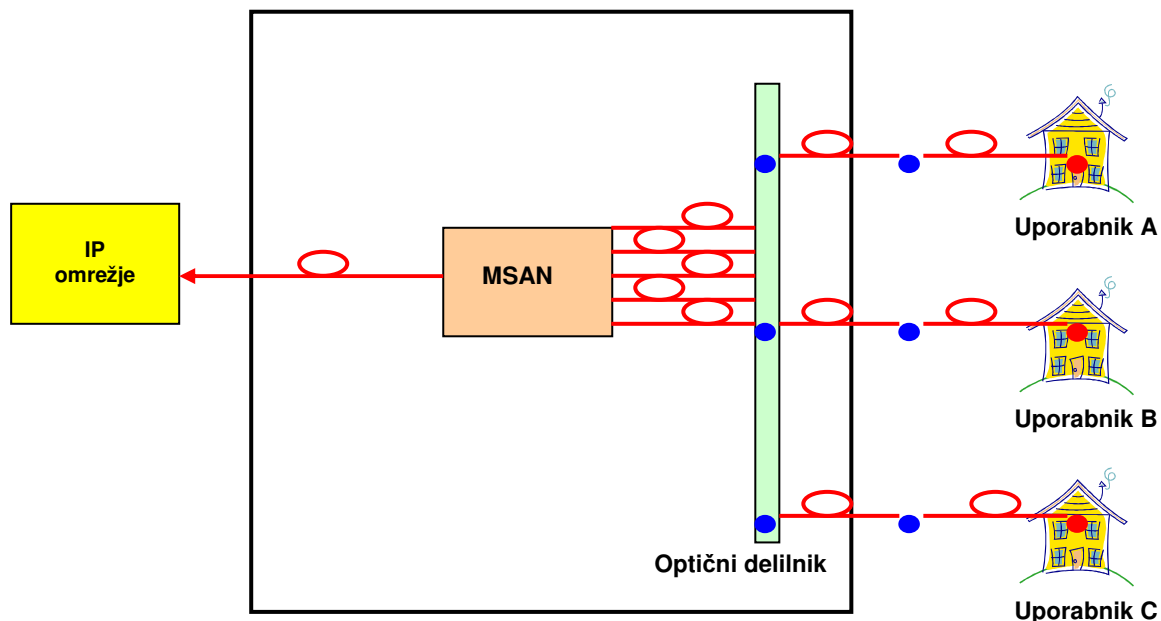 IP
omrežje
MSAN
Optični delilnik
Uporabnik A
Uporabnik B
Uporabnik C